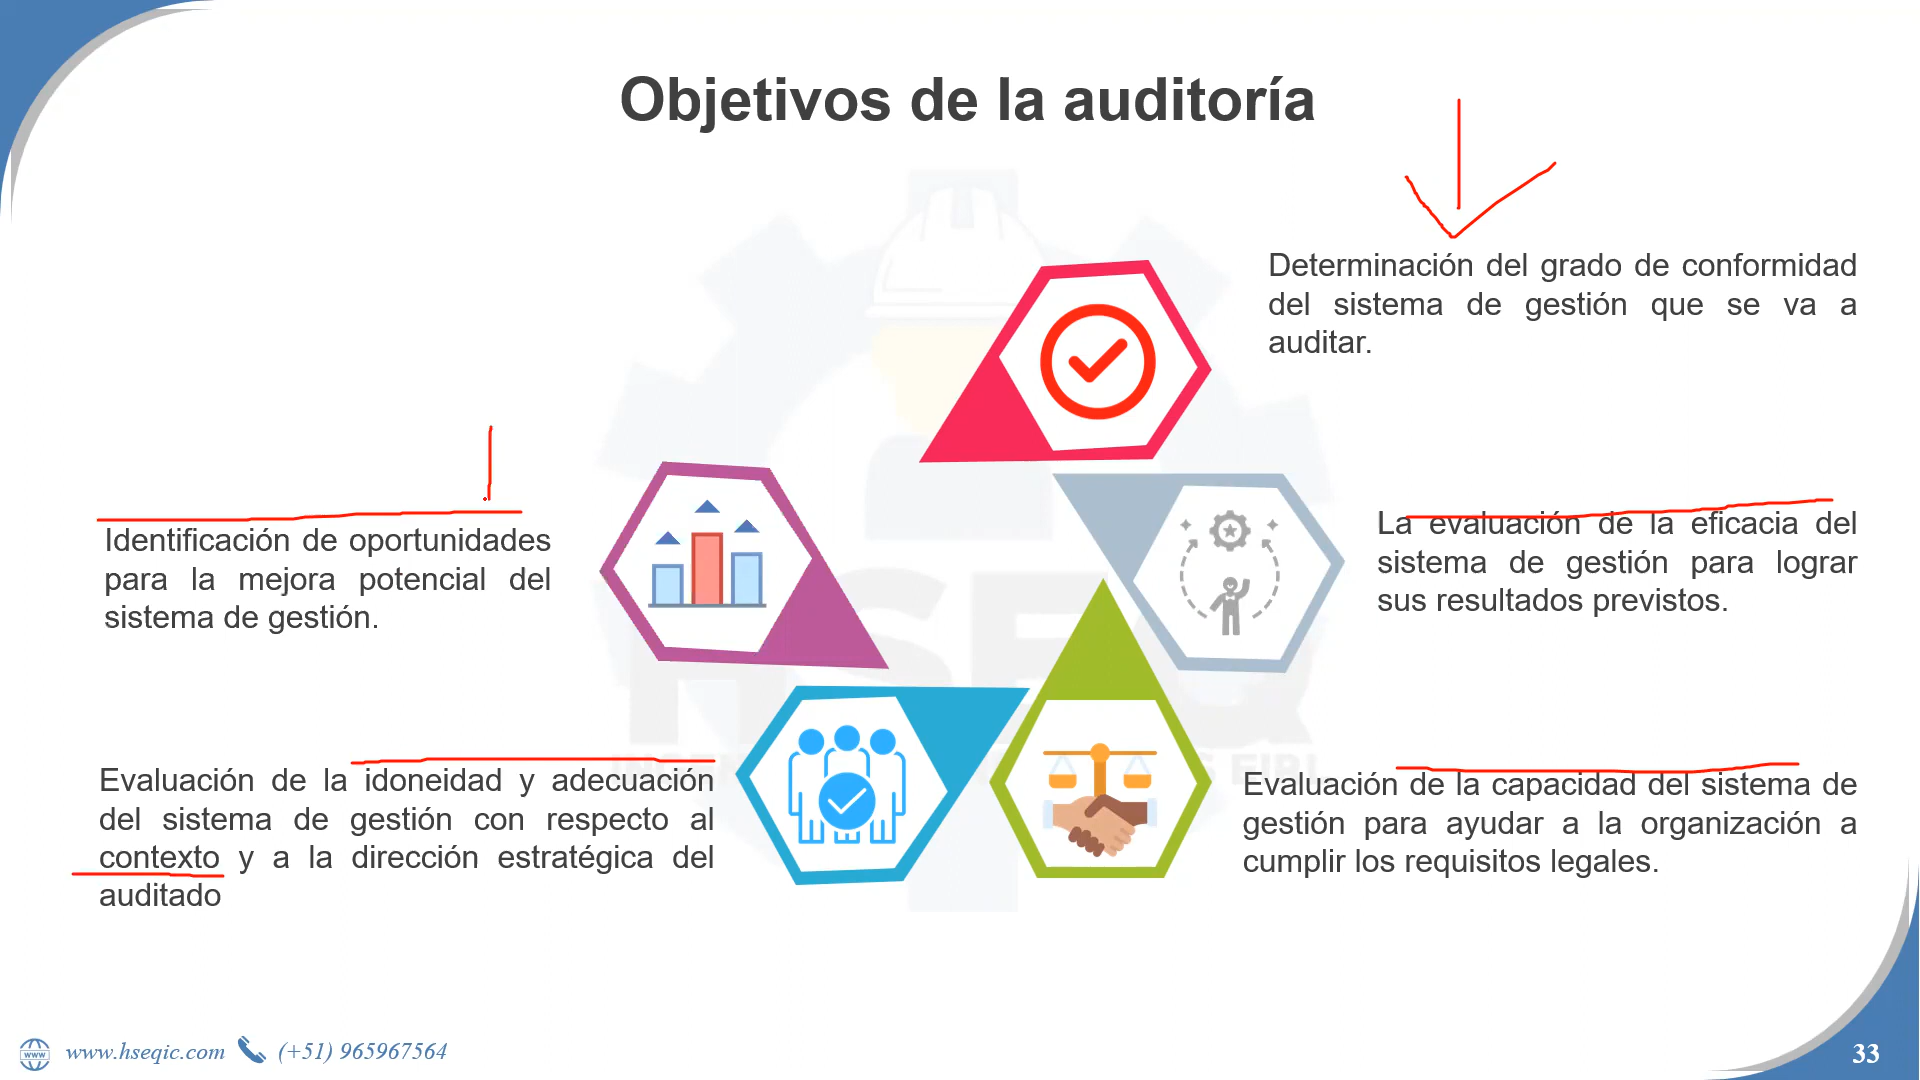 Objetivos de la auditoría
Determinación del grado de conformidad
del sistema de gestión que se va a
auditar.
La evaluación de la eficacia del
sistema de gestión para lograr
sus resultados previstos.
Evaluación de la capacidad del sistema de
gestión para ayudar a la organización a
cumplir los requisitos legales.
Evaluación de la idoneidad y adecuación
del sistema de gestión con respecto al
contexto y a la dirección estratégica del
auditado
Identificación de oportunidades
para la mejora potencial del
sistema de gestión.
HSEQ
www
www.hseqic.com
(+51) 965967564
33